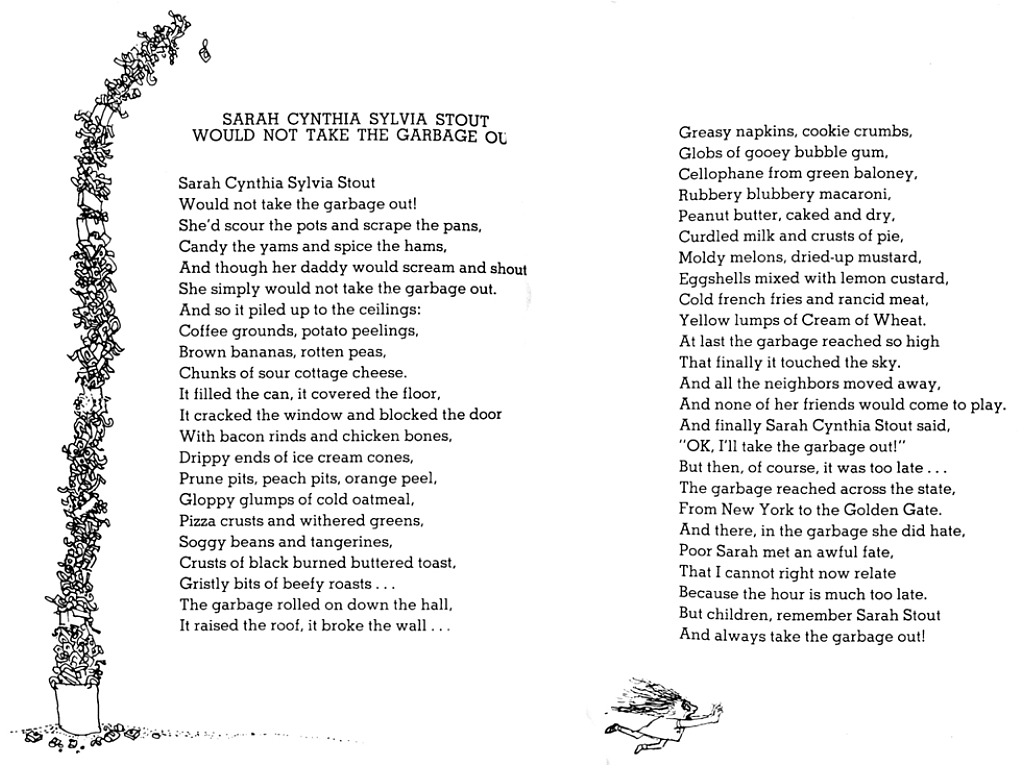 SARAH CYNTHIA SYLVIA STOUT
WOULD NOT TAKE THE GARBAGE OU
Sarah Cynthia Sylvia Stout
Would not take the garbage out!
She'd scour the pots and scrape the pans,
Candy the yams and spice the hams,
And though her daddy would scream and shout
She simply would not take the garbage out.
And so it piled up to the ceilings:
Coffee grounds, potato peelings,
Brown bananas, rotten peas,
Chunks of sour cottage cheese.
It filled the can, it covered the floor,
It cracked the window and blocked the door
With bacon rinds and chicken bones,
Drippy ends of ice cream cones,
Prune pits, peach pits, orange peel,
Gloppy glumps of cold oatmeal,
Pizza crusts and withered greens,
Soggy beans and tangerines,
Crusts of black burned buttered toast,
Gristly bits of beefy roasts . . .
The garbage rolled on down the hall,
It raised the roof, it broke the wall . . .
Greasy napkins, cookie crumbs,
Globs of gooey bubble gum,
Cellophane from green baloney,
Rubbery blubbery macaroni,
Peanut butter, caked and dry,
Curdled milk and crusts of pie,
Moldy melons, dried-up mustard,
Eggshells mixed with lemon custard,
Cold french fries and rancid meat,
Yellow lumps of Cream of Wheat.
At last the garbage reached so high
That finally it touched the sky.
And all the neighbors moved away,
And none of her friends would come to play.
And finally Sarah Cynthia Stout said,
"OK, I'll take the garbage out!"
But then, of course, it was too late . . .
The garbage reached across the state,
From New York to the Golden Gate.
And there, in the garbage she did hate,
Poor Sarah met an awful fate,
That I cannot right now relate
Because the hour is much too late.
But children, remember Sarah Stout
And always take the garbage out!